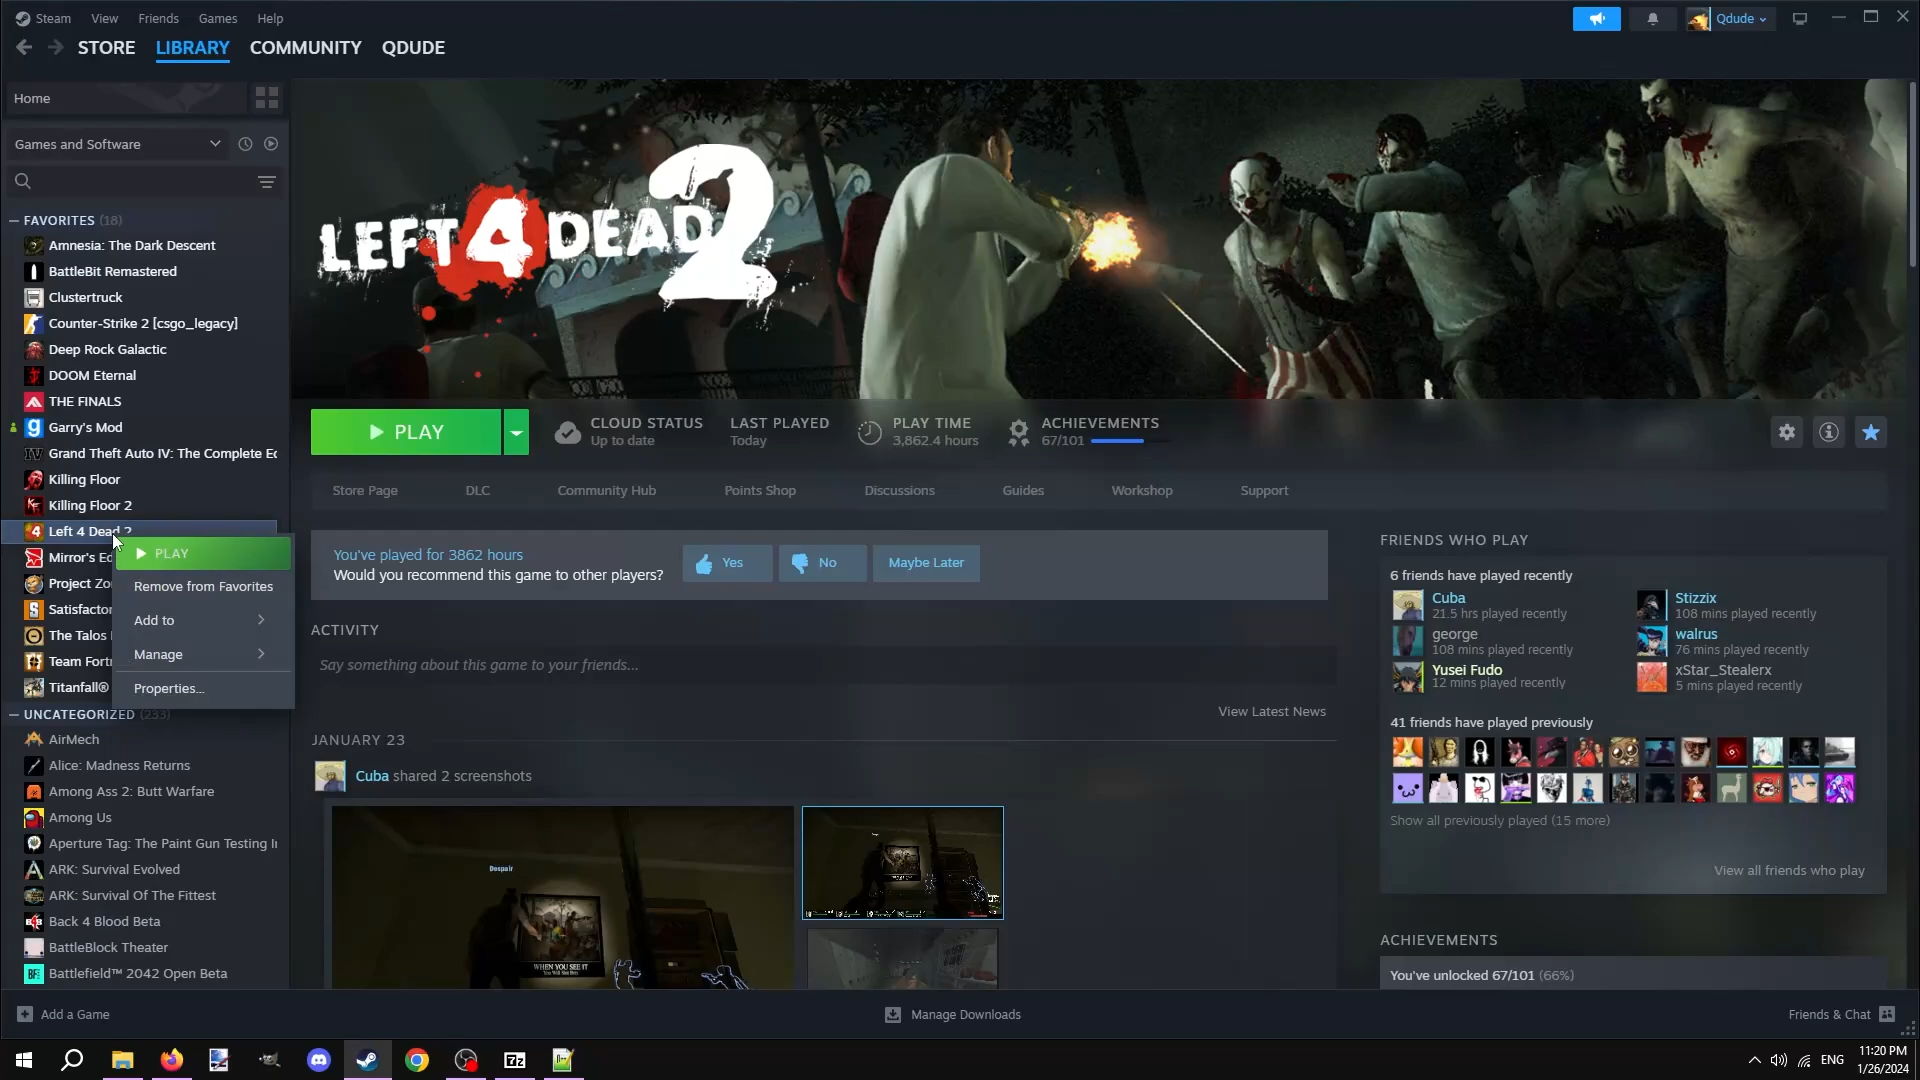 Steam View Friends Games Help
Qdude
STORE LIBRARY COMMUNITY QDUDE
Home
Games and Software
FAVORITES (18)
Amnesia: The Dark Descent
BattleBit Remastered
Clustertruck
Counter-Strike 2 [csgo_legacy]
Deep Rock Galactic
DOOM Eternal
THE FINALS
Garry's Mod
Grand Theft Auto IV: The Complete Ec
Killing Floor
Killing Floor 2
Left 4 Dead 2
Mirror's Ed
Project Zo
Satisfactor
The Talos
Team Fortr
Titanfall®
PLAY
Remove from Favorites
Add to
Manage
Properties...
UNCATEGORIZED (233)
AirMech
Alice: Madness Returns
Among Ass 2: Butt Warfare
Among Us
Aperture Tag: The Paint Gun Testing In
ARK: Survival Evolved
ARK: Survival Of The Fittest
Back 4 Blood Beta
BattleBlock Theater
Battlefield™ 2042 Open Beta
LEFT 4 DEAD 2
PLAY
CLOUD STATUS
Up to date
LAST PLAYED
Today
PLAY TIME
3,862.4 hours
ACHIEVEMENTS
67/101
Store Page DLC Community Hub Points Shop Discussions Guides Workshop Support
You've played for 3862 hours
Would you recommend this game to other players?
Yes No Maybe Later
ACTIVITY
Say something about this game to your friends...
View Latest News
JANUARY 23
Cuba shared 2 screenshots
Despair
WHEN YOU SEE IT
FRIENDS WHO PLAY
6 friends have played recently
Cuba
21.5 hrs played recently
Stizzix
108 mins played recently
george
108 mins played recently
walrus
76 mins played recently
Yusei Fudo
12 mins played recently
xStar_Stealerx
5 mins played recently
41 friends have played previously
Show all previously played (15 more)
View all friends who play
ACHIEVEMENTS
You've unlocked 67/101 (66%)
Add a Game
Manage Downloads
Friends & Chat
7z
ENG
11:20 PM
1/26/2024